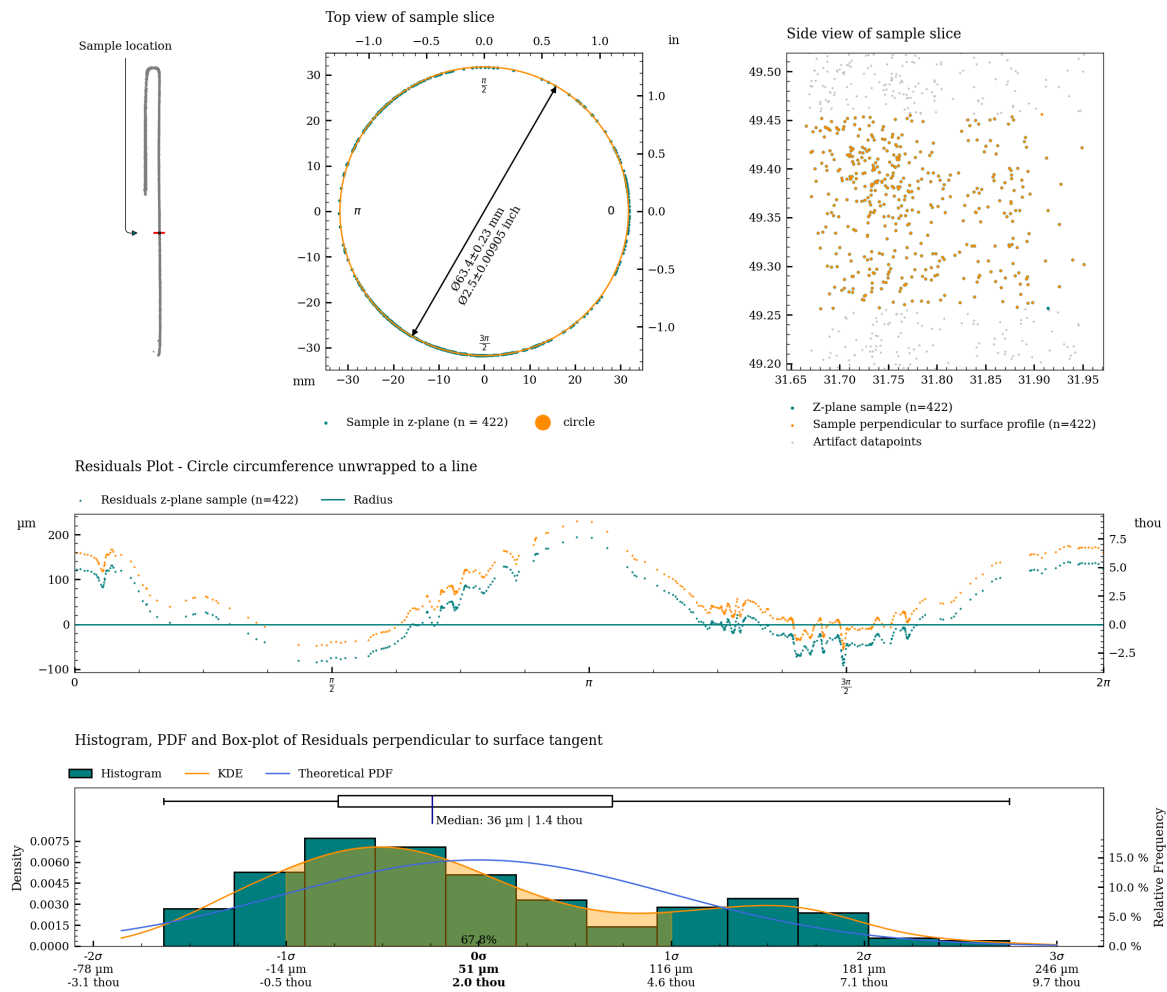 Sample location
Top view of sample slice
−1.0 −0.5 0.0 0.5 1.0 in
30
20
10
0
−10
−20
−30
mm
−30 −20 −10 0 10 20 30
1.0
0.5
0.0
−0.5
−1.0
π/2
π
0
3π/2
Ø63.4±0.23 mm
Ø2.5±0.00905 inch
Sample in z-plane (n = 422)
circle
Side view of sample slice
49.50
49.45
49.40
49.35
49.30
49.25
49.20
31.65 31.70 31.75 31.80 31.85 31.90 31.95
Z-plane sample (n=422)
Sample perpendicular to surface profile (n=422)
Artifact datapoints
Residuals Plot - Circle circumference unwrapped to a line
Residuals z-plane sample (n=422)
Radius
µm
200
100
0
−100
thou
7.5
5.0
2.5
0.0
−2.5
0 π/2 π 3π/2 2π
Histogram, PDF and Box-plot of Residuals perpendicular to surface tangent
Histogram
KDE
Theoretical PDF
Median: 36 µm | 1.4 thou
Density
0.0075
0.0060
0.0045
0.0030
0.0015
0.0000
Relative Frequency
15.0 %
10.0 %
5.0 %
0.0 %
67.8%
-2σ -1σ 0σ 1σ 2σ 3σ
-78 µm -14 µm 51 µm 116 µm 181 µm 246 µm
-3.1 thou -0.5 thou 2.0 thou 4.6 thou 7.1 thou 9.7 thou